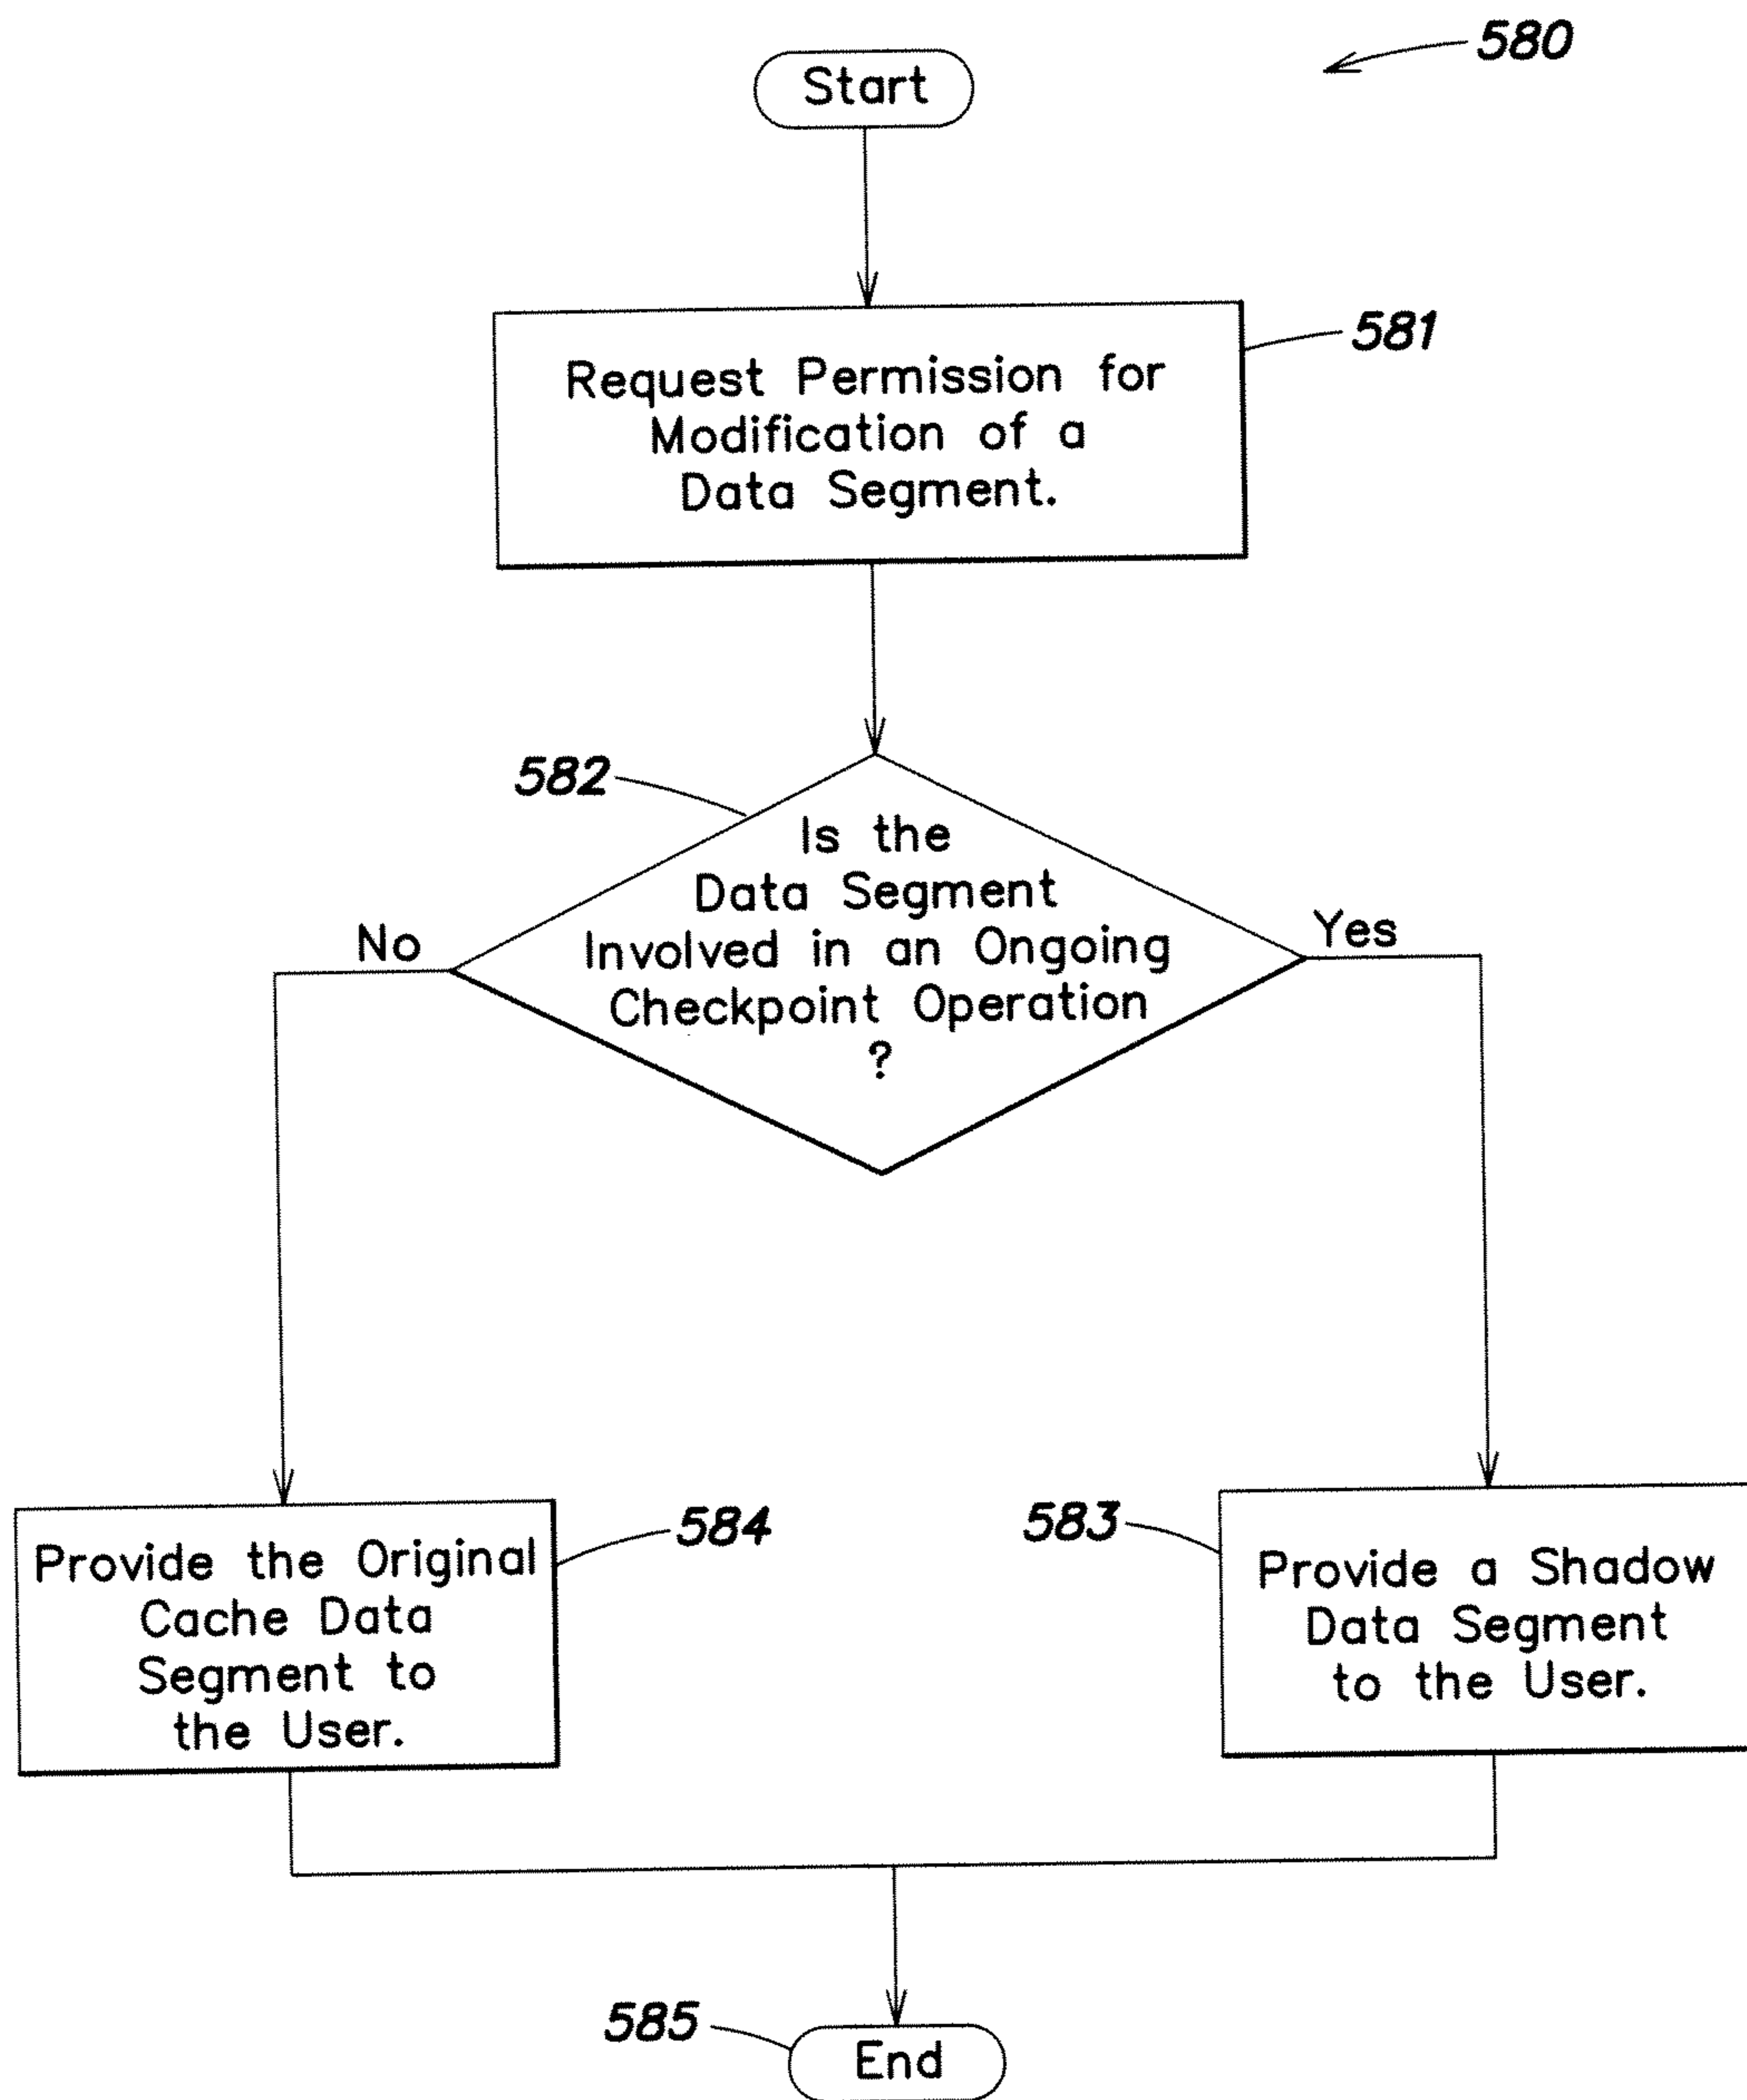 580
Start
581
Request Permission for
Modification of a
Data Segment.
582
Is the
Data Segment
Involved in an Ongoing
Checkpoint Operation
?
No
Yes
584
Provide the Original
Cache Data
Segment to
the User.
583
Provide a Shadow
Data Segment
to the User.
585
End